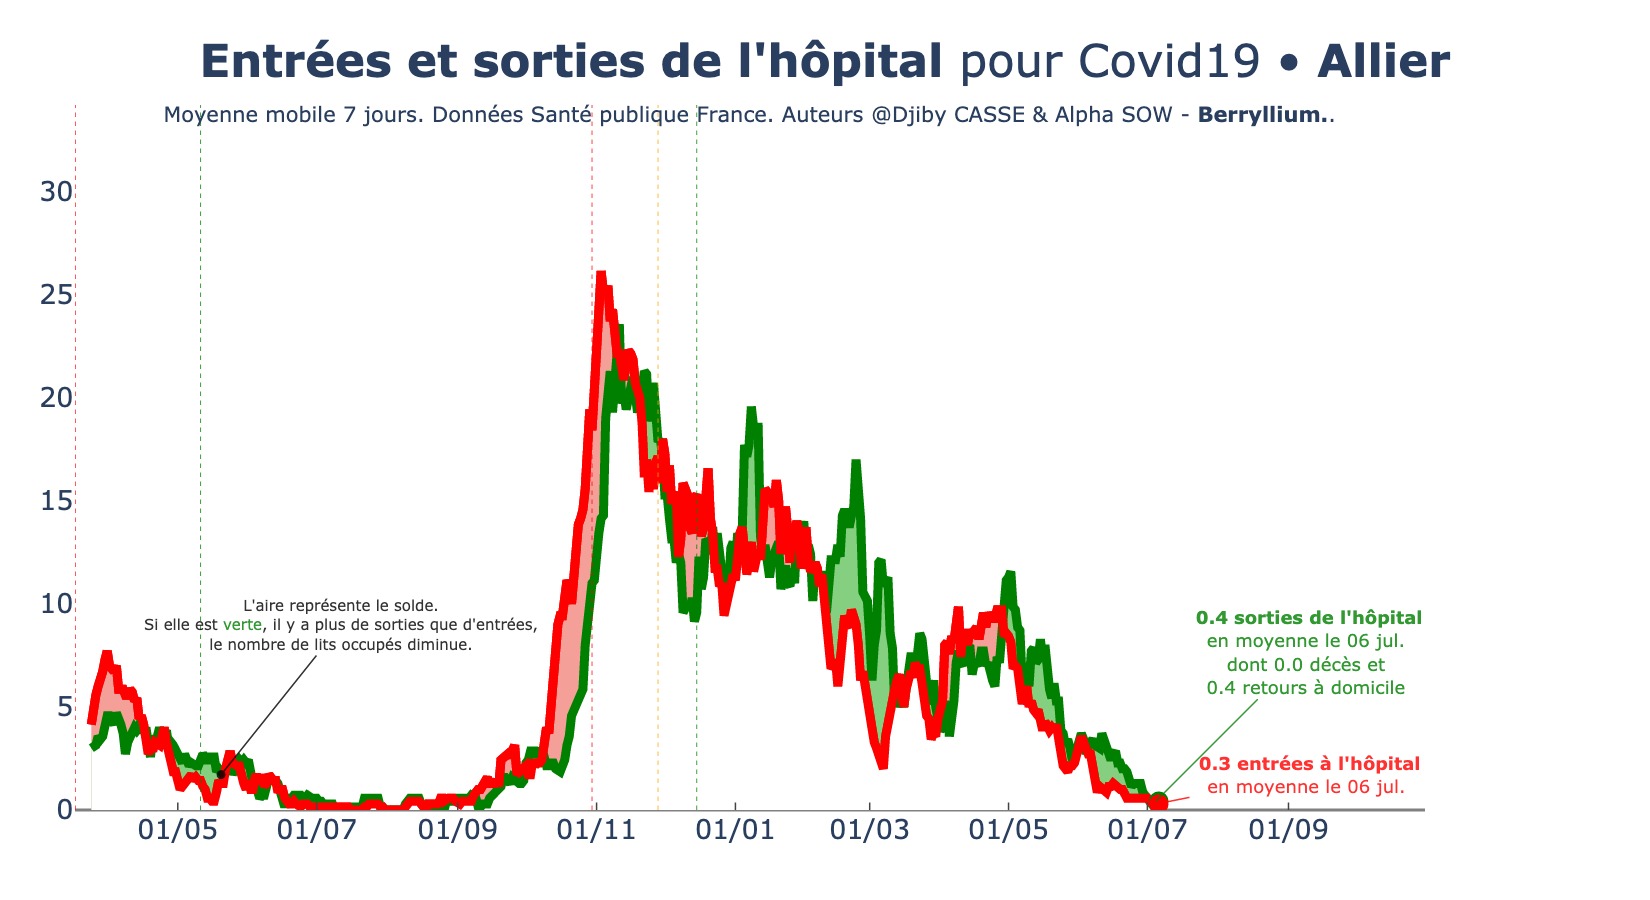 Entrées et sorties de l'hôpital pour Covid19 • Allier
Moyenne mobile 7 jours. Données Santé publique France. Auteurs @Djiby CASSE & Alpha SOW - Berryllium..
30
25
20
15
10
5
0
L'aire représente le solde.
Si elle est verte, il y a plus de sorties que d'entrées,
le nombre de lits occupés diminue.
0.4 sorties de l'hôpital
en moyenne le 06 jul.
dont 0.0 décès et
0.4 retours à domicile
0.3 entrées à l'hôpital
en moyenne le 06 jul.
01/05 01/07 01/09 01/11 01/01 01/03 01/05 01/07 01/09